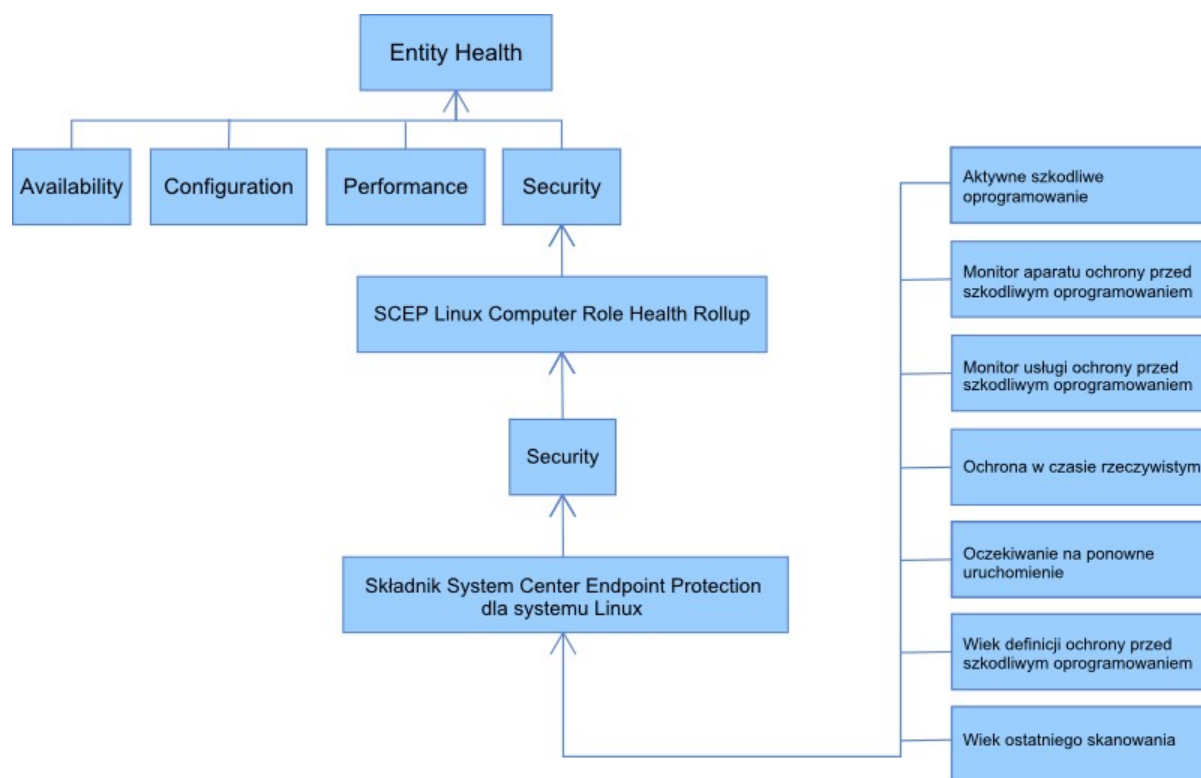 Entity Health
Availability
Configuration
Performance
Security
SCEP Linux Computer Role Health Rollup
Security
Składnik System Center Endpoint Protection
dla systemu Linux
Aktywne szkodliwe
oprogramowanie
Monitor aparatu ochrony przed
szkodliwym oprogramowaniem
Monitor usługi ochrony przed
szkodliwym oprogramowaniem
Ochrona w czasie rzeczywistym
Oczekiwanie na ponowne
uruchomienie
Wiek definicji ochrony przed
szkodliwym oprogramowaniem
Wiek ostatniego skanowania